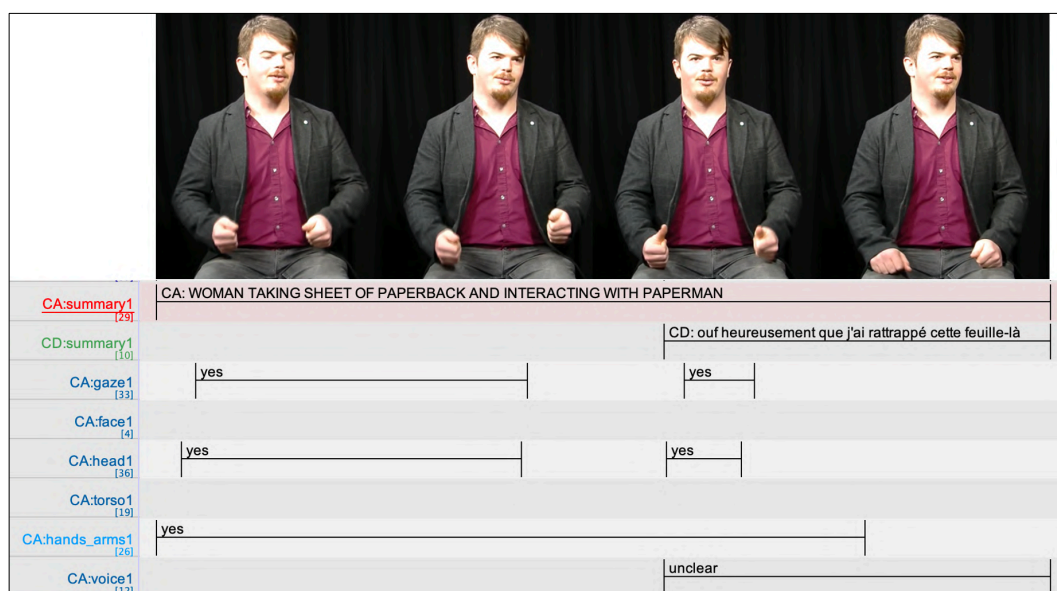 CA: WOMAN TAKING SHEET OF PAPERBACK AND INTERACTING WITH PAPERMAN
CA:summary1
[29]
CD: ouf heureusement que j'ai rattrappé cette feuille-là
CD:summary1
[10]
yes yes
CA:gaze1
[33]
CA:face1
[4]
yes yes
CA:head1
[36]
CA:torso1
[19]
yes
CA:hands_arms1
[26]
unclear
CA:voice1
[12]